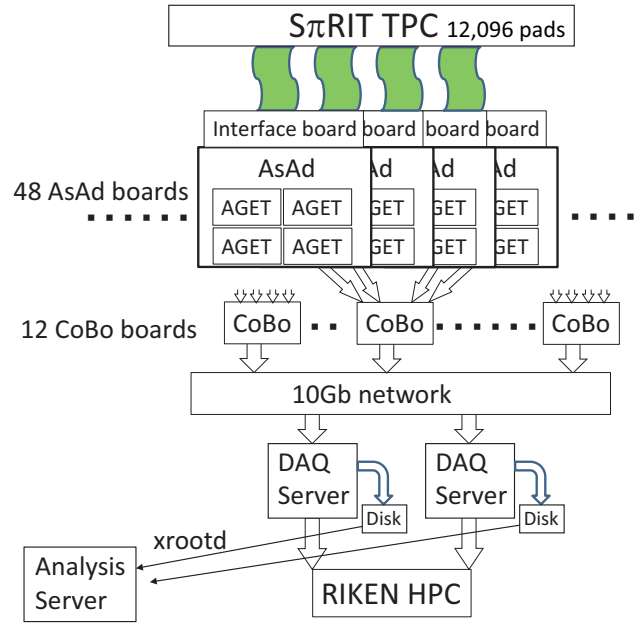 SπRIT TPC 12,096 pads
Interface board board board board
AsAd Ad Ad Ad
48 AsAd boards
AGET AGET GET GET GET
AGET AGET GET GET GET
12 CoBo boards
CoBo CoBo CoBo
10Gb network
DAQ Server
DAQ Server
Disk
Disk
xrootd
Analysis
Server
RIKEN HPC